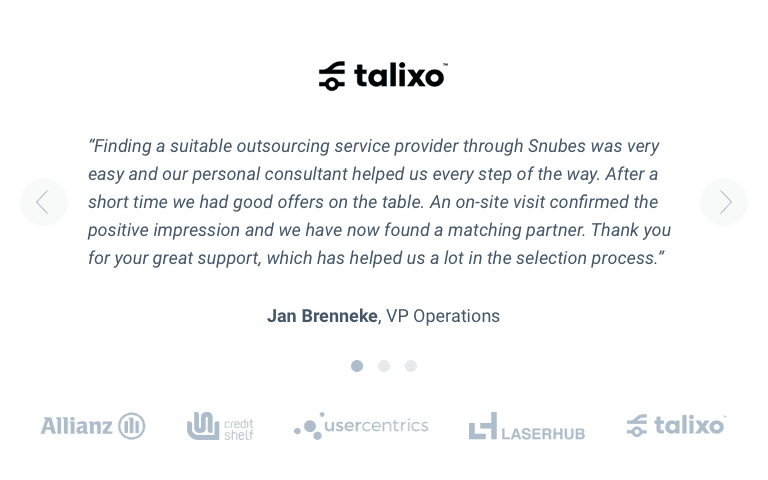 talixo™
“Finding a suitable outsourcing service provider through Snubes was very
easy and our personal consultant helped us every step of the way. After a
short time we had good offers on the table. An on-site visit confirmed the
positive impression and we have now found a matching partner. Thank you
for your great support, which has helped us a lot in the selection process.”
Jan Brenneke, VP Operations
Allianz
credit
shelf
usercentrics
LASERHUB
talixo™